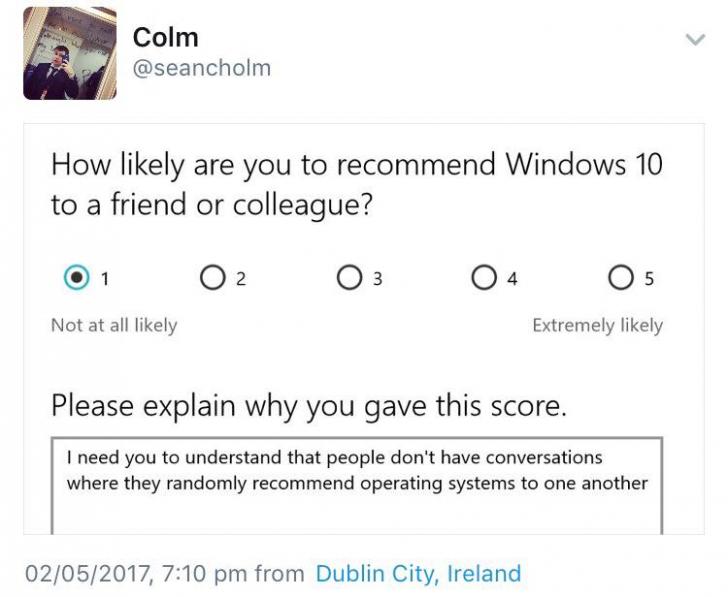 Colm
@seancholm
How likely are you to recommend Windows 10
to a friend or colleague?
1 2 3 4 5
Not at all likely Extremely likely
Please explain why you gave this score.
I need you to understand that people don't have conversations
where they randomly recommend operating systems to one another
02/05/2017, 7:10 pm from Dublin City, Ireland